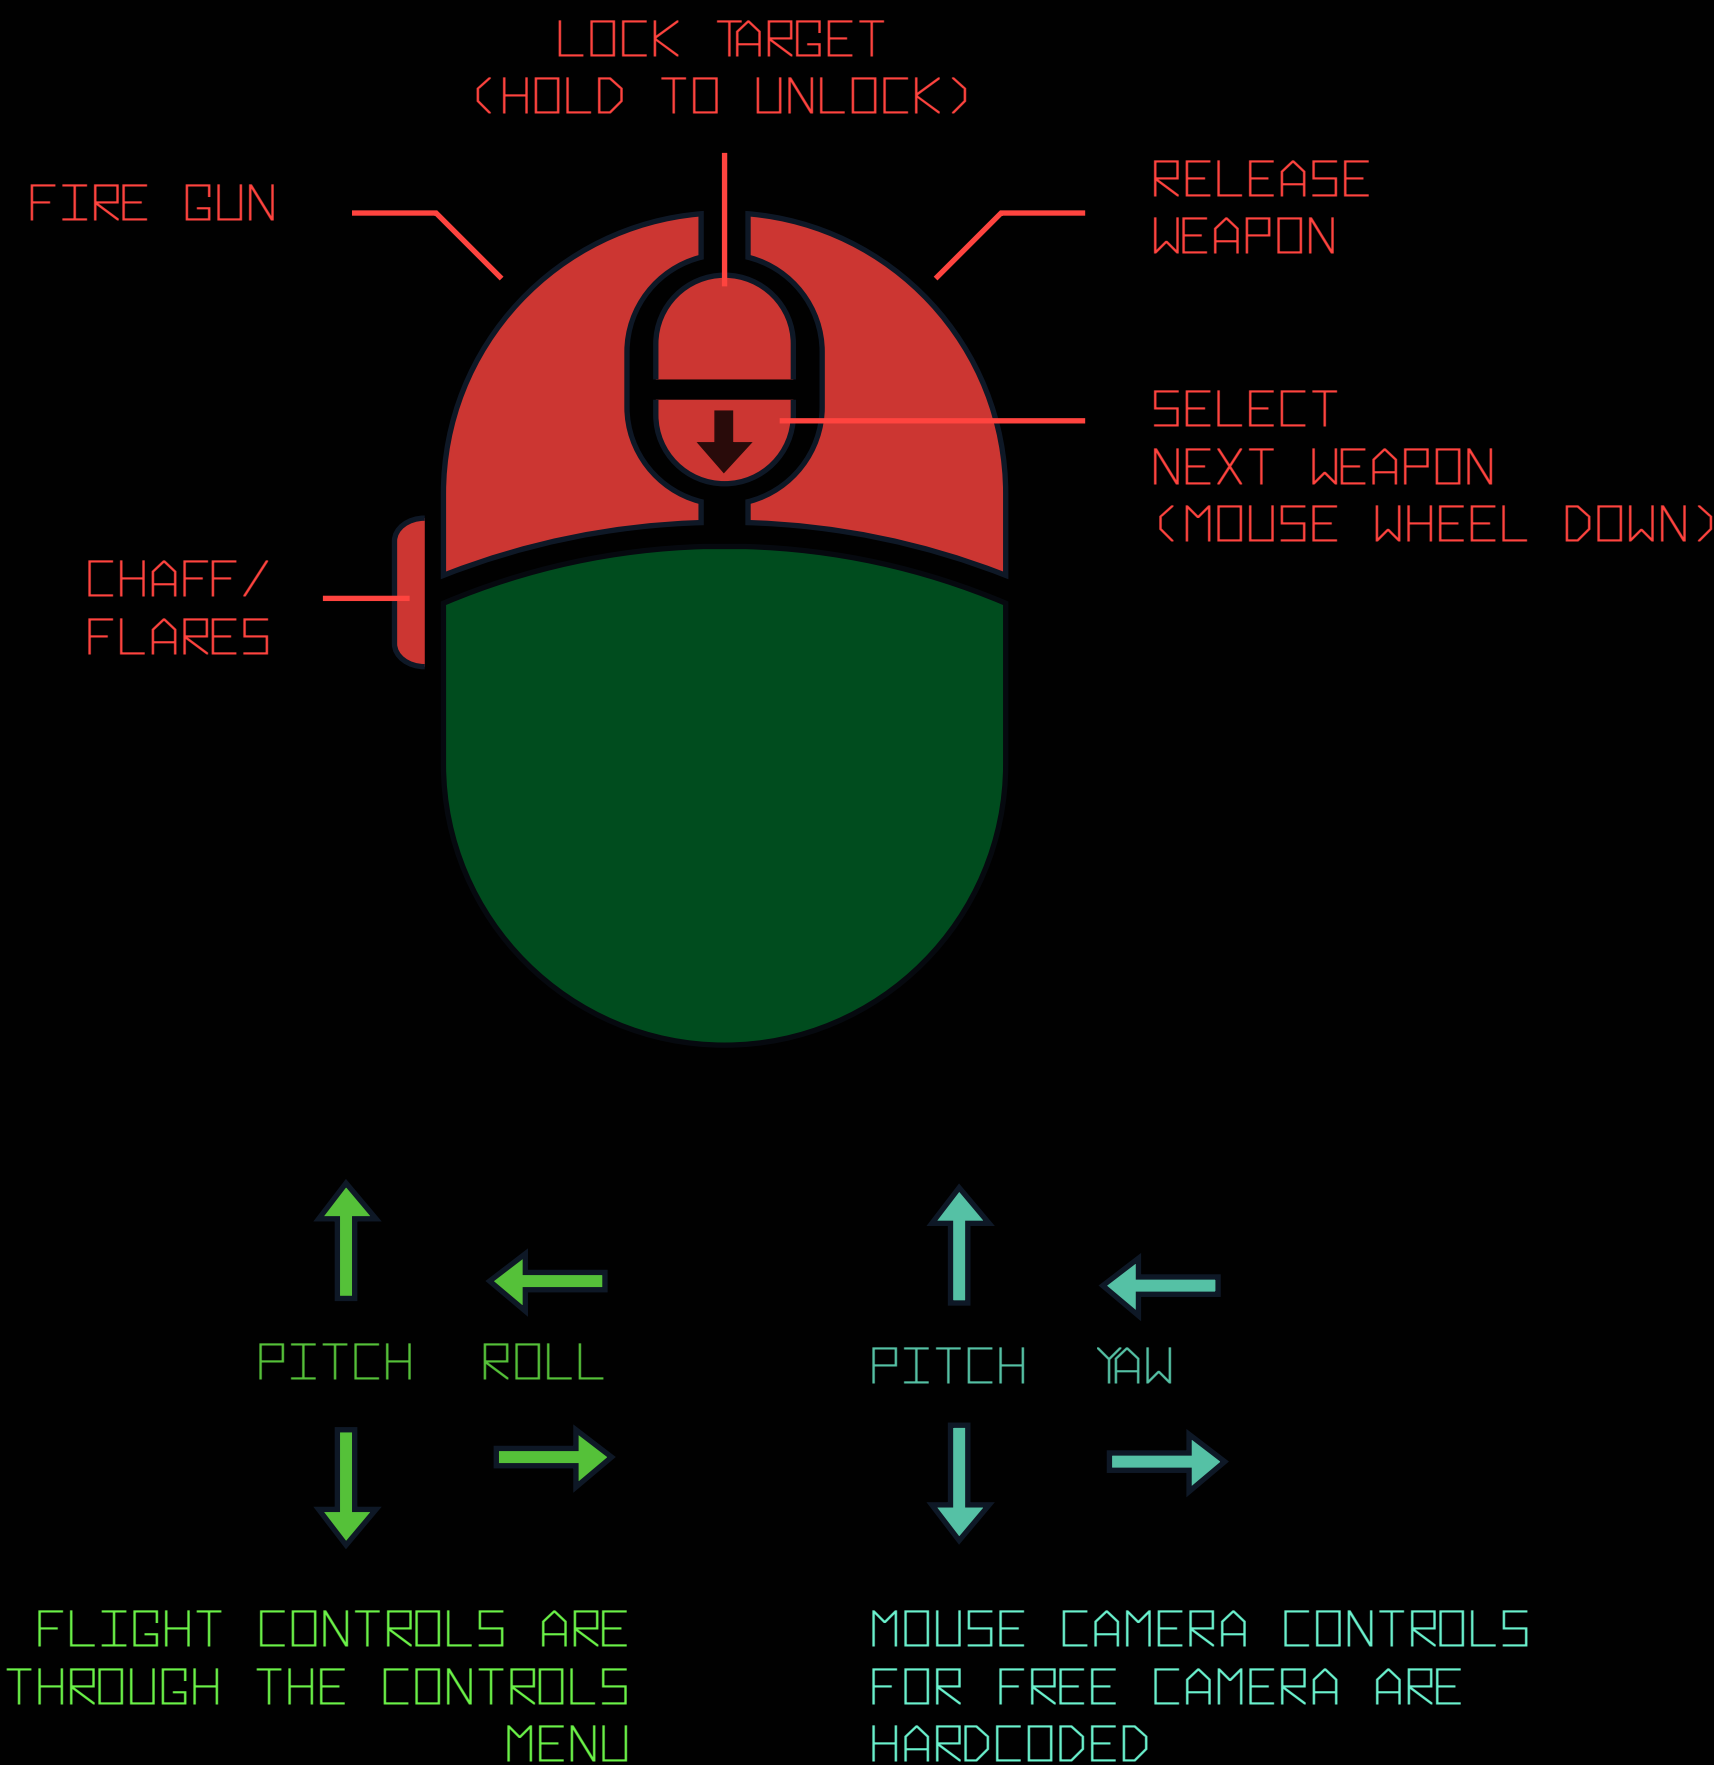 LOCK TARGET
(HOLD TO UNLOCK)
FIRE GUN
RELEASE
WEAPON
SELECT
NEXT WEAPON
(MOUSE WHEEL DOWN)
CHAFF/
FLARES
PITCH
ROLL
PITCH
YAW
FLIGHT CONTROLS ARE
THROUGH THE CONTROLS
MENU
MOUSE CAMERA CONTROLS
FOR FREE CAMERA ARE
HARDCODED